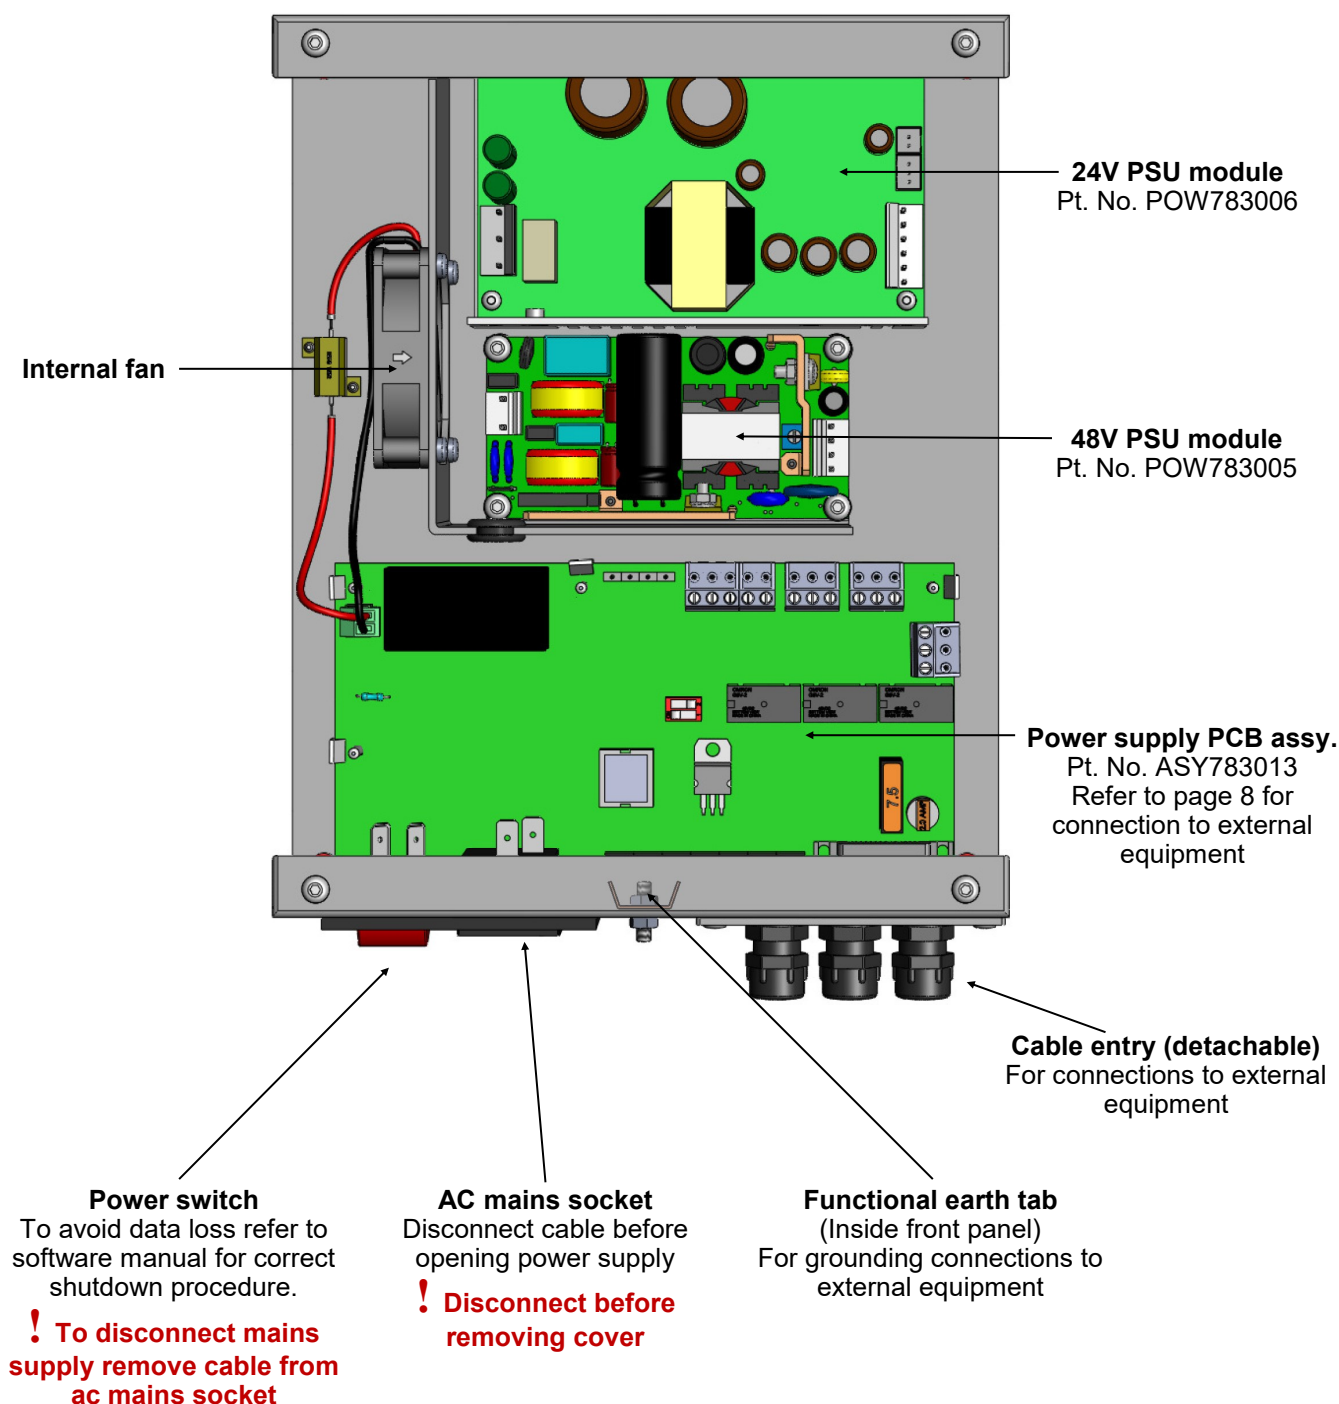 24V PSU module
Pt. No. POW783006
Internal fan
48V PSU module
Pt. No. POW783005
Power supply PCB assy.
Pt. No. ASY783013
Refer to page 8 for
connection to external
equipment
7.5
Cable entry (detachable)
For connections to external
equipment
Power switch
To avoid data loss refer to
software manual for correct
shutdown procedure.
! To disconnect mains
supply remove cable from
ac mains socket
AC mains socket
Disconnect cable before
opening power supply
! Disconnect before
removing cover
Functional earth tab
(Inside front panel)
For grounding connections to
external equipment